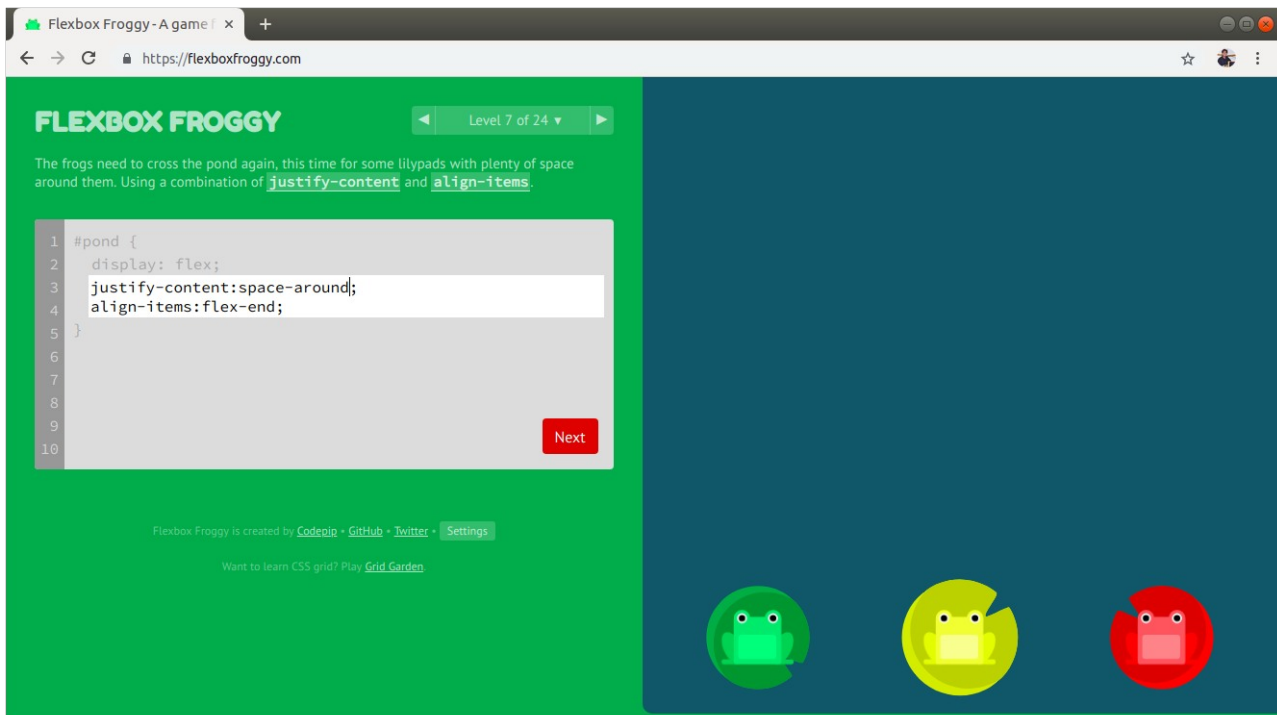 Flexbox Froggy - A game f × +
https://flexboxfroggy.com
FLEXBOX FROGGY
◀ Level 7 of 24 ▼ ▶
The frogs need to cross the pond again, this time for some lilypads with plenty of space
around them. Using a combination of justify-content and align-items.
1 #pond {
2 display: flex;
3 justify-content:space-around;
4 align-items:flex-end;
5 }
6
7
8
9
10
Next
Flexbox Froggy is created by Codepip • GitHub • Twitter • Settings
Want to learn CSS grid? Play Grid Garden.